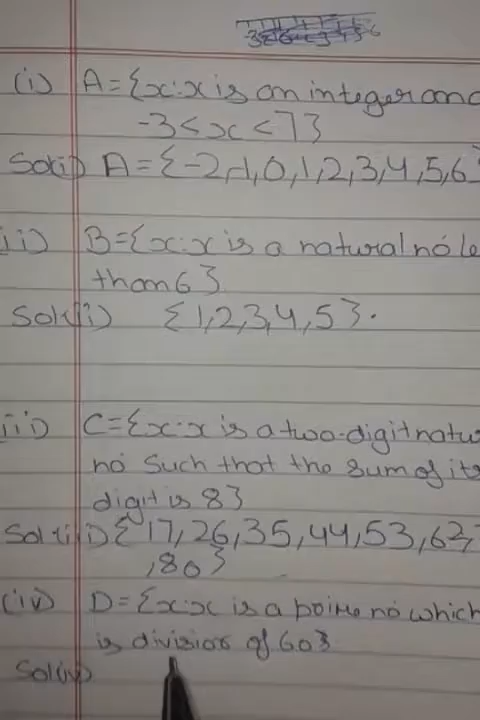 (i) A={x:x is an integer and
-3<x<7}
Sol(i) A={-2,-1,0,1,2,3,4,5,6}
ii) B={x:x is a natural no le
than 6}
Sol(ii) {1,2,3,4,5}.
iii) C={x:x is a two-digit natu
no such that the sum of its
digit is 8}
Sol(iii) {17,26,35,44,53,62,
,80}
(iv) D={x:x is a prime no which
is divisior of 60}
Sol(iv)